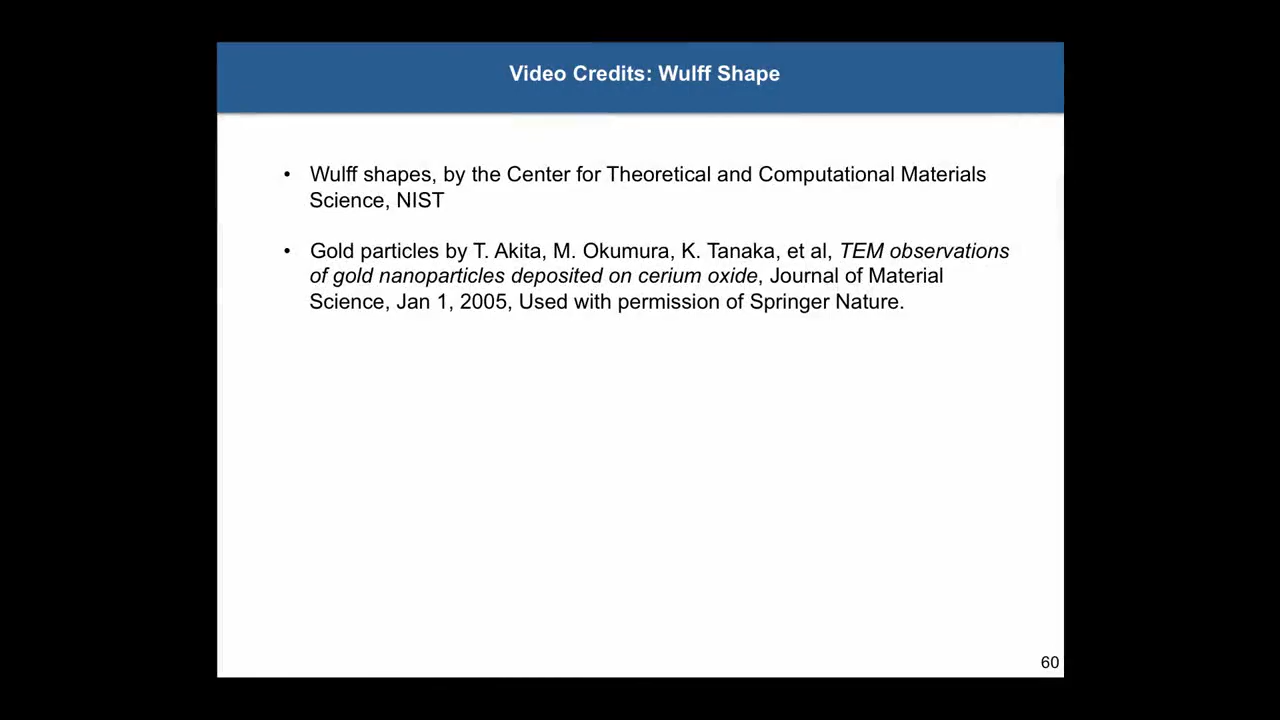 Video Credits: Wulff Shape
• Wulff shapes, by the Center for Theoretical and Computational Materials
Science, NIST
• Gold particles by T. Akita, M. Okumura, K. Tanaka, et al, TEM observations
of gold nanoparticles deposited on cerium oxide, Journal of Material
Science, Jan 1, 2005, Used with permission of Springer Nature.
60